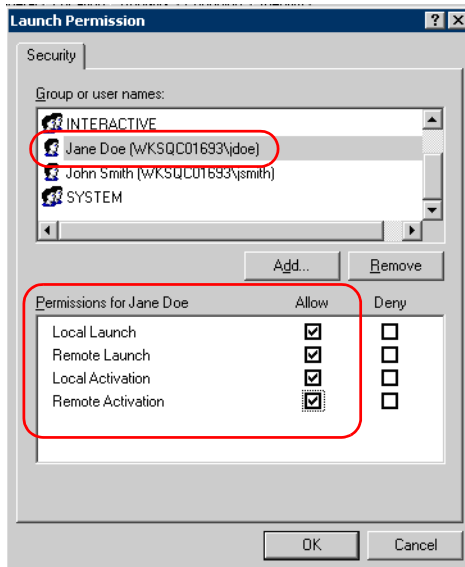 Launch Permission
Security
Group or user names:
INTERACTIVE
Jane Doe (WKSQC01693\jdoe)
John Smith (WKSQC01693\jsmith)
SYSTEM
Add... Remove
Permissions for Jane Doe Allow Deny
Local Launch
Remote Launch
Local Activation
Remote Activation
OK Cancel